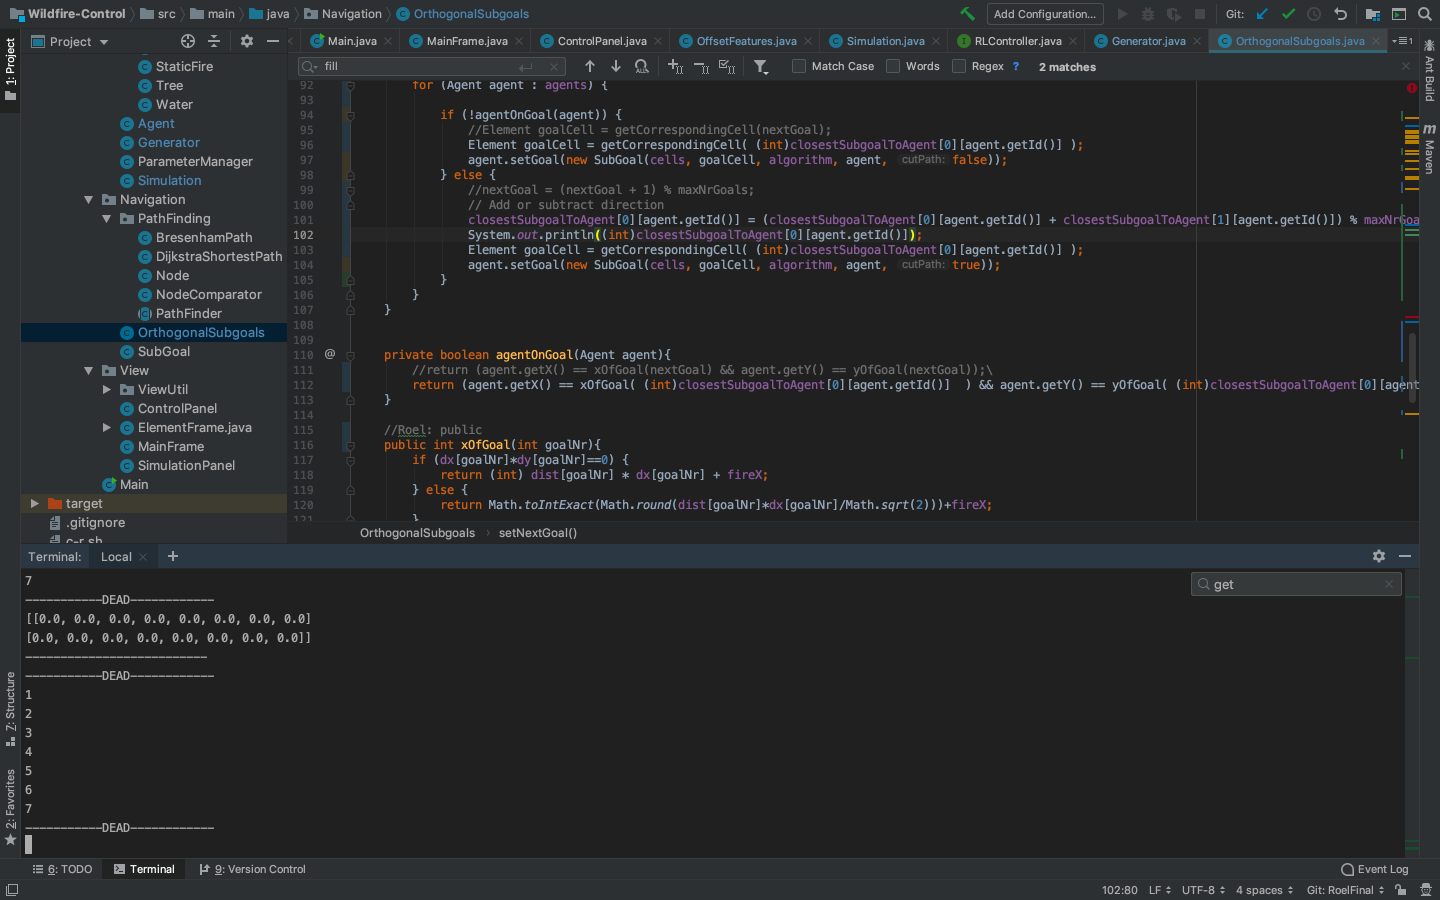 Wildfire-Control src main java Navigation OrthogonalSubgoals Add Configuration... Git:
1: Project
Project
Main.java MainFrame.java ControlPanel.java OffsetFeatures.java Simulation.java RLController.java Generator.java OrthogonalSubgoals.java
fill Match Case Words Regex ? 2 matches
Ant Build
Maven
StaticFire
Tree
Water
Agent
Generator
ParameterManager
Simulation
Navigation
PathFinding
BresenhamPath
DijkstraShortestPath
Node
NodeComparator
PathFinder
OrthogonalSubgoals
SubGoal
View
ViewUtil
ControlPanel
ElementFrame.java
MainFrame
SimulationPanel
Main
target
.gitignore
c-r.sh
92 for (Agent agent : agents) {
93
94 if (!agentOnGoal(agent)) {
95 //Element goalCell = getCorrespondingCell(nextGoal);
96 Element goalCell = getCorrespondingCell( (int)closestSubgoalToAgent[0][agent.getId()] );
97 agent.setGoal(new SubGoal(cells, goalCell, algorithm, agent, cutPath: false));
98 } else {
99 //nextGoal = (nextGoal + 1) % maxNrGoals;
100 // Add or subtract direction
101 closestSubgoalToAgent[0][agent.getId()] = (closestSubgoalToAgent[0][agent.getId()] + closestSubgoalToAgent[1][agent.getId()]) % maxNrGoa
102 System.out.println((int)closestSubgoalToAgent[0][agent.getId()]);
103 Element goalCell = getCorrespondingCell( (int)closestSubgoalToAgent[0][agent.getId()] );
104 agent.setGoal(new SubGoal(cells, goalCell, algorithm, agent, cutPath: true));
105 }
106 }
107 }
108
109
110 @ private boolean agentOnGoal(Agent agent){
111 //return (agent.getX() == xOfGoal(nextGoal) && agent.getY() == yOfGoal(nextGoal));\
112 return (agent.getX() == xOfGoal( (int)closestSubgoalToAgent[0][agent.getId()] ) && agent.getY() == yOfGoal( (int)closestSubgoalToAgent[0][agent
113 }
114
115 //Roel: public
116 public int xOfGoal(int goalNr){
117 if (dx[goalNr]*dy[goalNr]==0) {
118 return (int) dist[goalNr] * dx[goalNr] + fireX;
119 } else {
120 return Math.toIntExact(Math.round(dist[goalNr]*dx[goalNr]/Math.sqrt(2)))+fireX;
121 }
OrthogonalSubgoals setNextGoal()
Terminal: Local +
get
7
-----------DEAD------------
[[0.0, 0.0, 0.0, 0.0, 0.0, 0.0, 0.0, 0.0]
[0.0, 0.0, 0.0, 0.0, 0.0, 0.0, 0.0, 0.0]]
--------------------------
-----------DEAD------------
1
2
3
4
5
6
7
-----------DEAD------------
7: Structure
2: Favorites
6: TODO Terminal 9: Version Control Event Log
102:80 LF UTF-8 4 spaces Git: RoelFinal